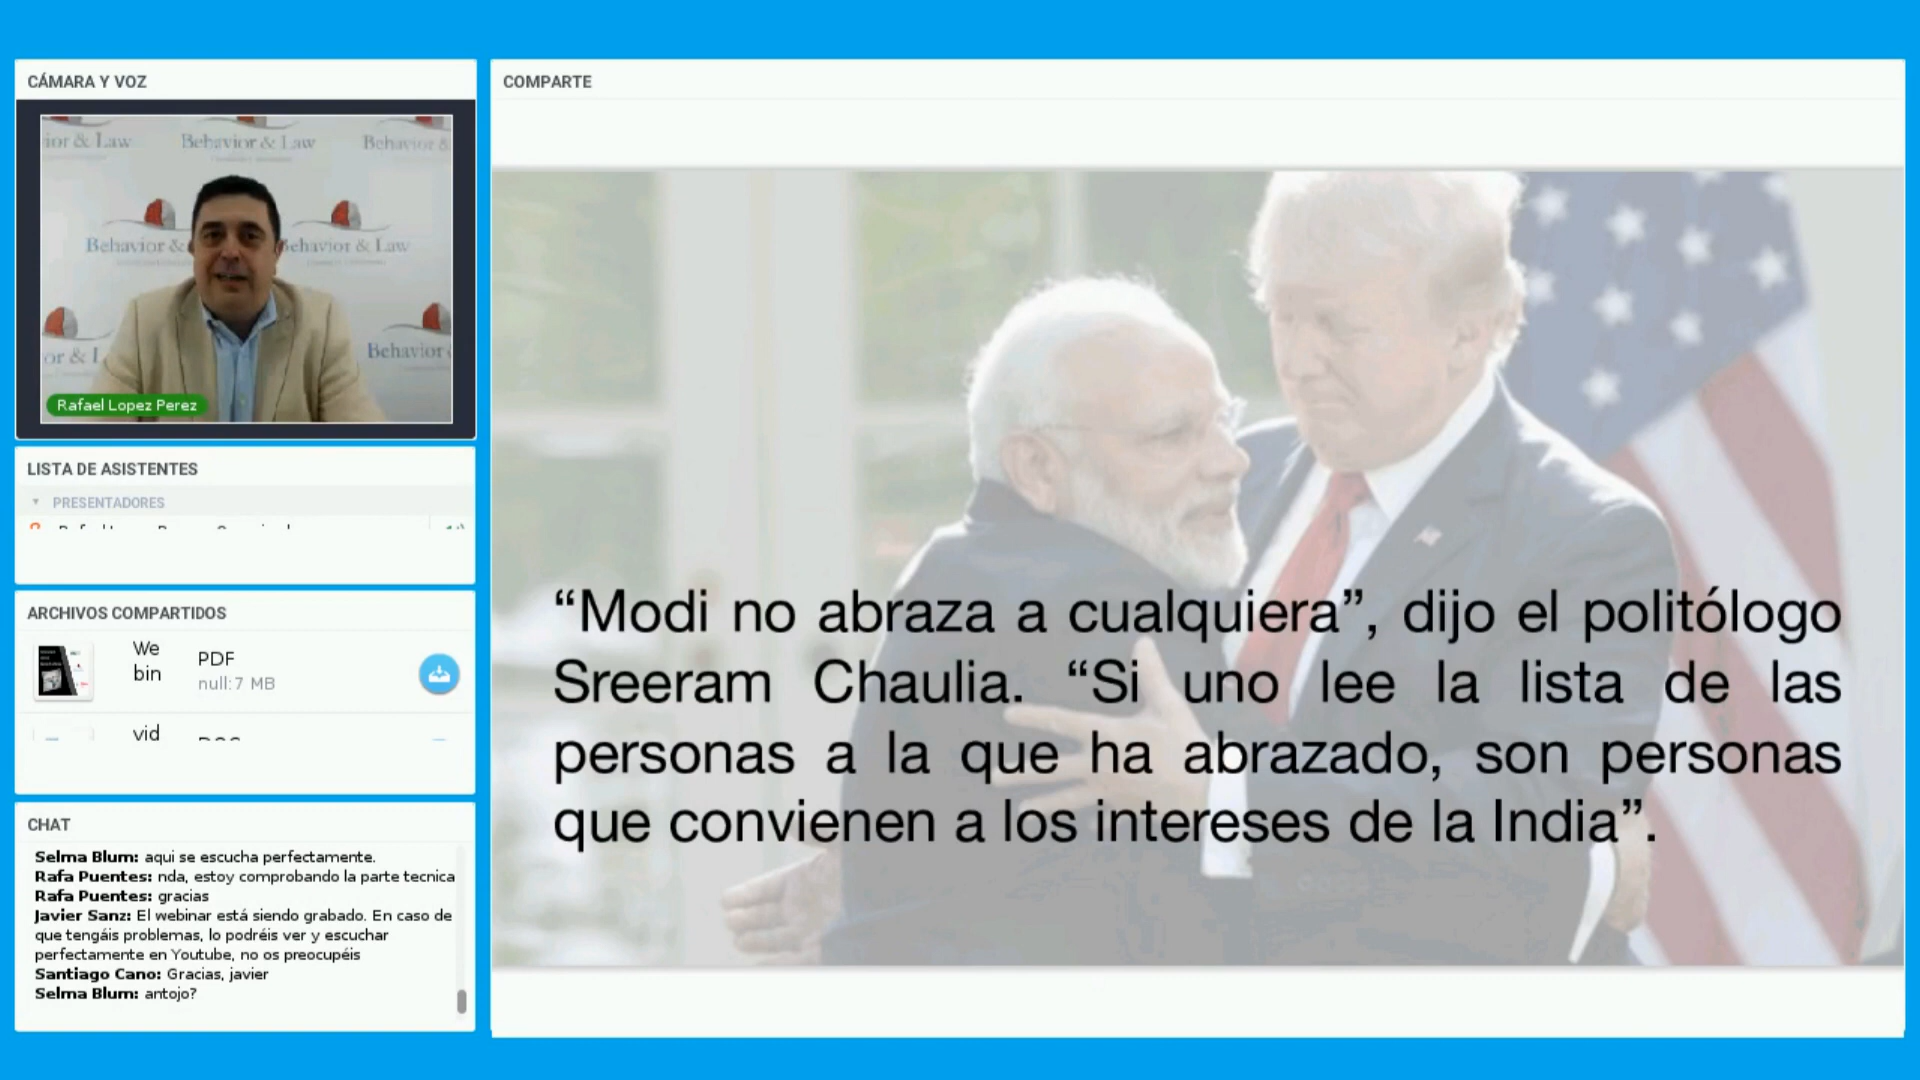 CÁMARA Y VOZ
ior & Law
Behavior & Law
Behavior &
Behavior &
Behavior & Law
or & L
Behavior
Rafael Lopez Perez
LISTA DE ASISTENTES
PRESENTADORES
ARCHIVOS COMPARTIDOS
We
bin
PDF
null:7 MB
vid
CHAT
Selma Blum: aqui se escucha perfectamente.
Rafa Puentes: nda, estoy comprobando la parte tecnica
Rafa Puentes: gracias
Javier Sanz: El webinar está siendo grabado. En caso de
que tengáis problemas, lo podréis ver y escuchar
perfectamente en Youtube, no os preocupéis
Santiago Cano: Gracias, javier
Selma Blum: antojo?
COMPARTE
“Modi no abraza a cualquiera”, dijo el politólogo
Sreeram Chaulia. “Si uno lee la lista de las
personas a la que ha abrazado, son personas
que convienen a los intereses de la India”.